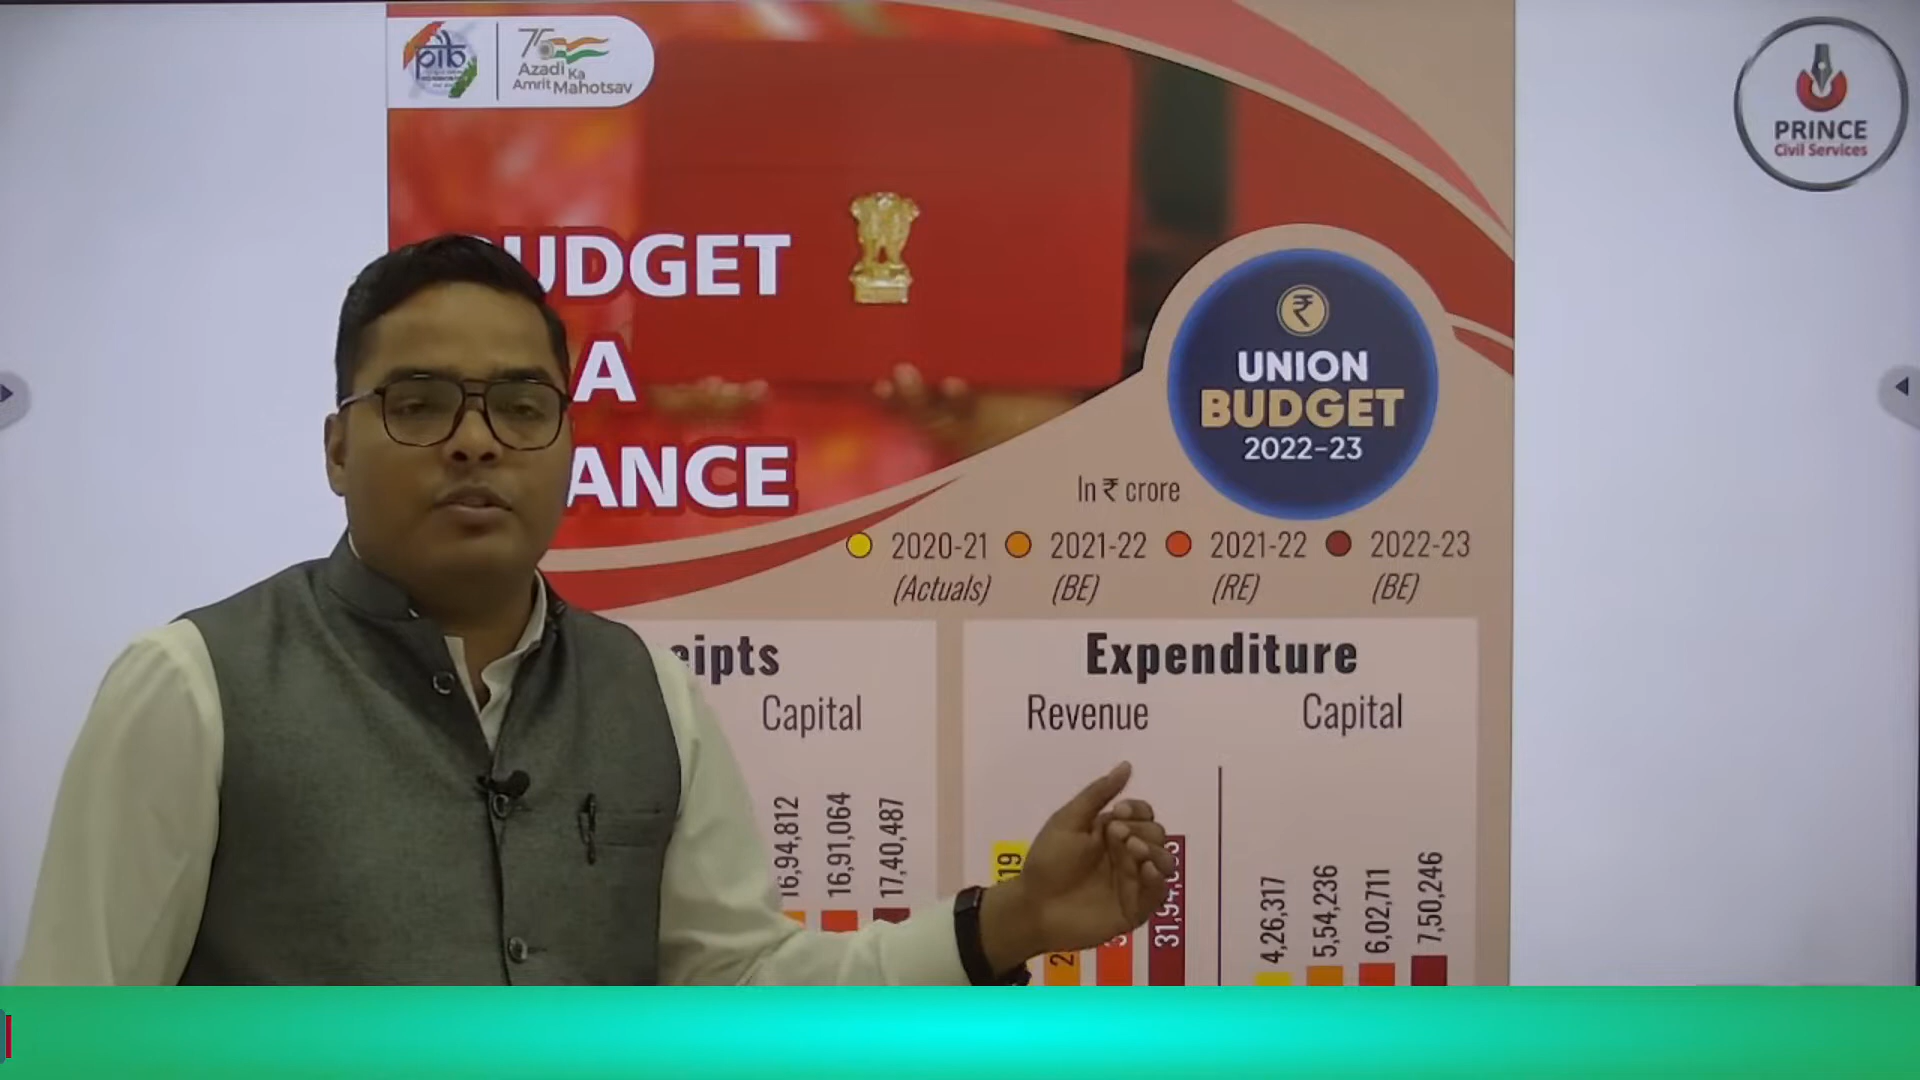 pib
75
Azadi Ka
Amrit Mahotsav
PRINCE
Civil Services
BUDGET
A
ANCE
₹
UNION
BUDGET
2022-23
In ₹ crore
2020-21
(Actuals)
2021-22
(BE)
2021-22
(RE)
2022-23
(BE)
eipts
Capital
16,94,812
16,91,064
17,40,487
Expenditure
Revenue
Capital
4,26,317
5,54,236
6,02,711
7,50,246